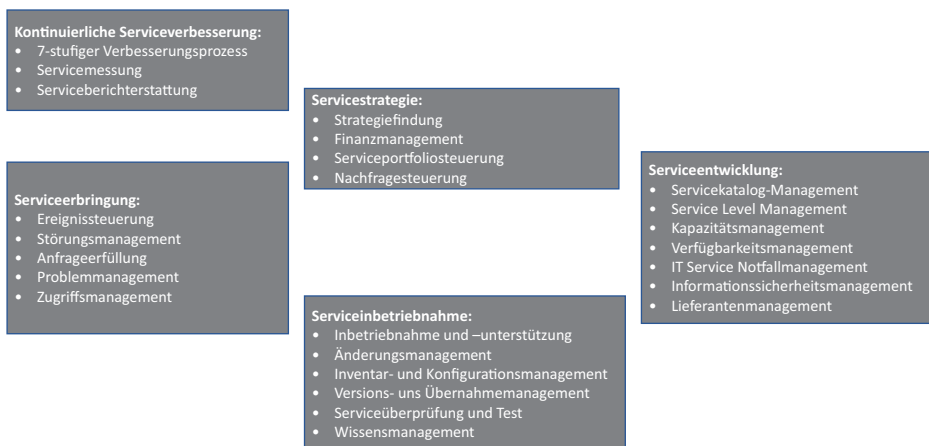 Kontinuierliche Serviceverbesserung:
• 7-stufiger Verbesserungsprozess
• Servicemessung
• Serviceberichterstattung
Servicestrategie:
• Strategiefindung
• Finanzmanagement
• Serviceportfoliosteuerung
• Nachfragesteuerung
Serviceentwicklung:
• Servicekatalog-Management
• Service Level Management
• Kapazitätsmanagement
• Verfügbarkeitsmanagement
• IT Service Notfallmanagement
• Informationssicherheitsmanagement
• Lieferantenmanagement
Serviceerbringung:
• Ereignissteuerung
• Störungsmanagement
• Anfrageerfüllung
• Problemmanagement
• Zugriffsmanagement
Serviceinbetriebnahme:
• Inbetriebnahme und –unterstützung
• Änderungsmanagement
• Inventar- und Konfigurationsmanagement
• Versions- uns Übernahmemanagement
• Serviceüberprüfung und Test
• Wissensmanagement